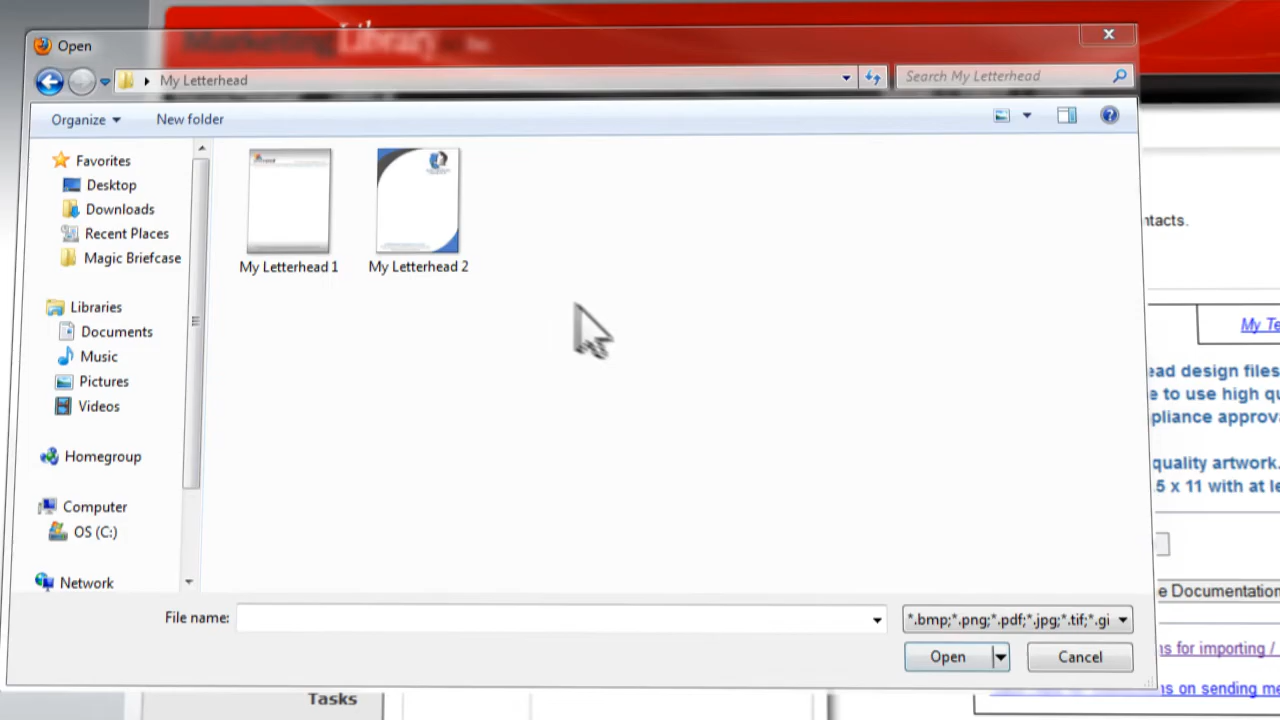 Marketing Library
Open
My Letterhead
Search My Letterhead
Organize
New folder
Favorites
Desktop
Downloads
Recent Places
Magic Briefcase
Libraries
Documents
Music
Pictures
Videos
Homegroup
Computer
OS (C:)
Network
My Letterhead 1
My Letterhead 2
File name:
*.bmp;*.png;*.pdf;*.jpg;*.tif;*.gi
Open
Cancel
ntacts.
My Te
ead design files
e to use high qu
pliance approva
quality artwork.
5 x 11 with at le
e Documentation
ns for importing /
ns on sending me
Tasks